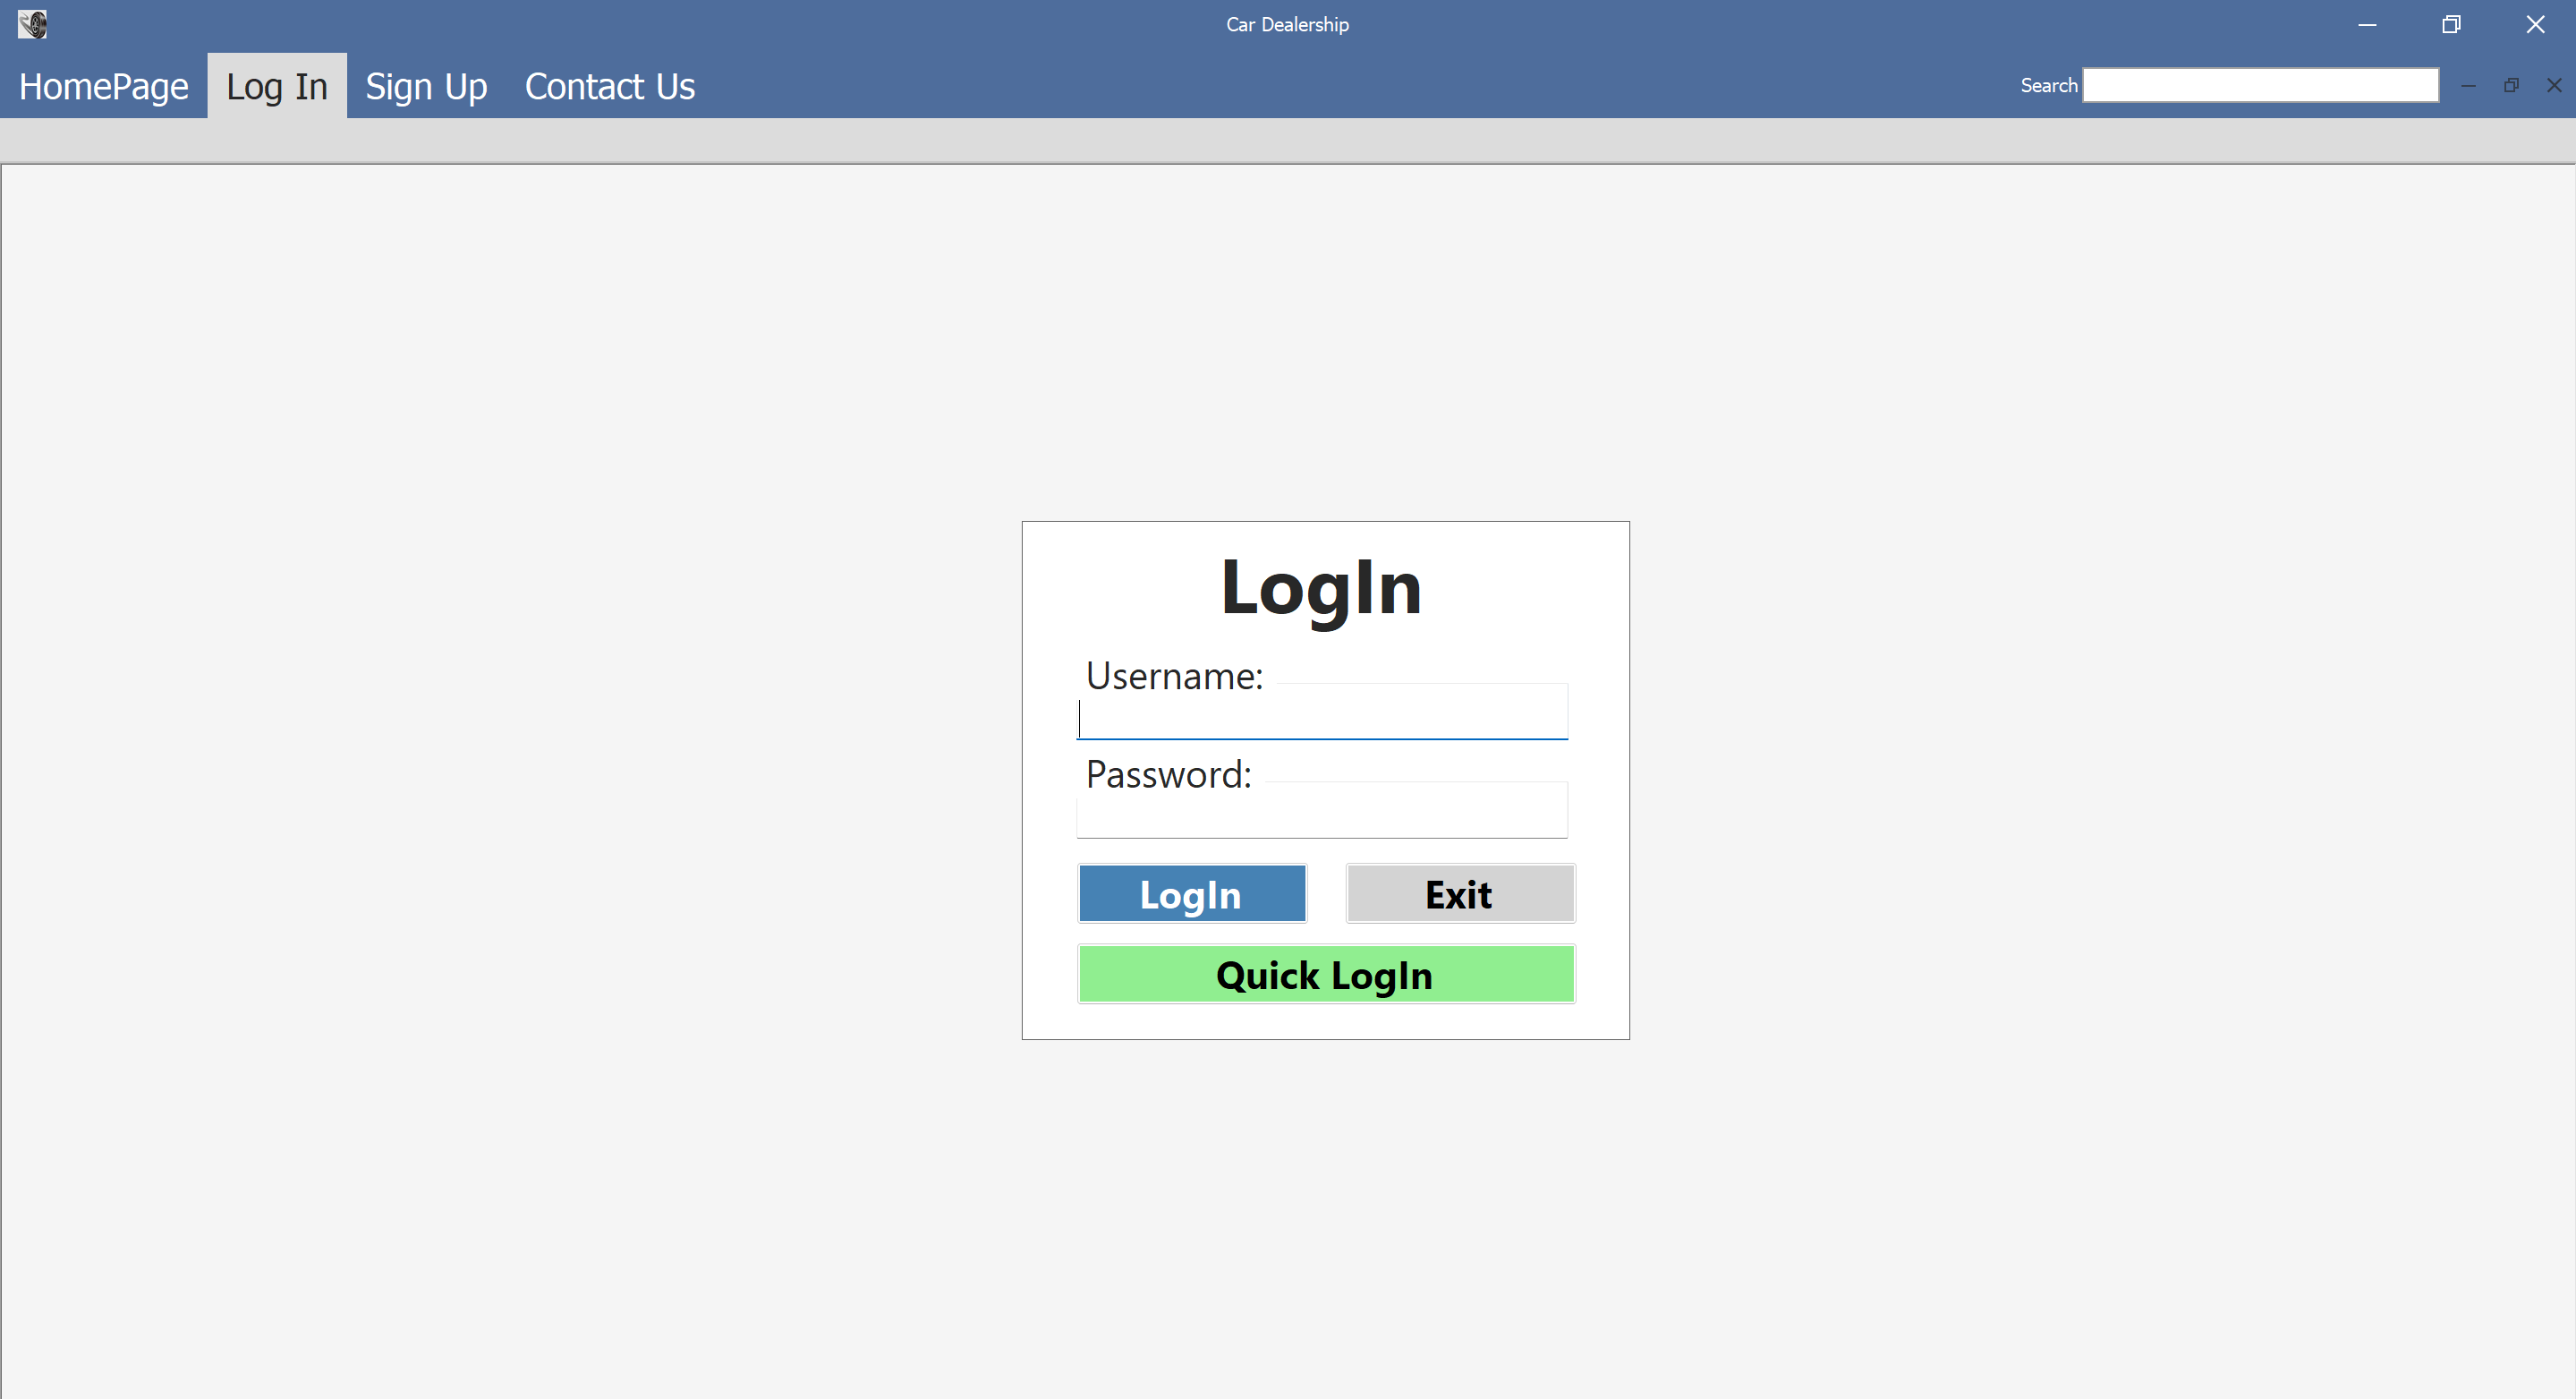 Car Dealership
HomePage Log In Sign Up Contact Us Search
LogIn
Username:
Password:
LogIn Exit
Quick LogIn